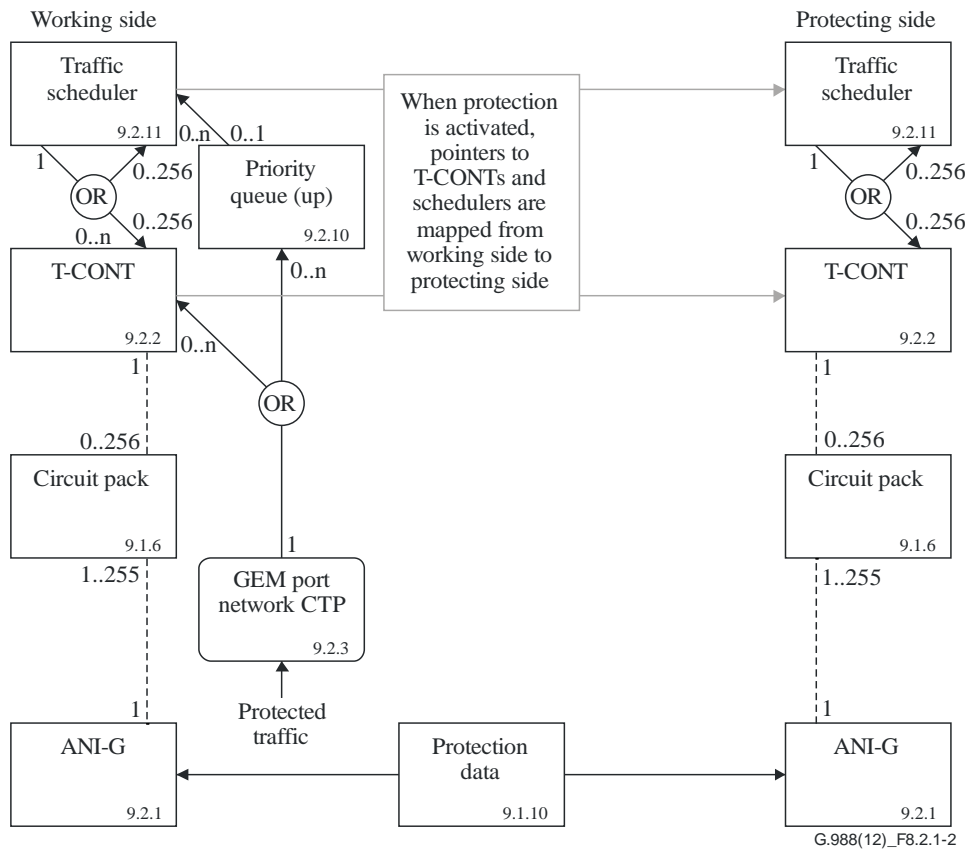 Working side
Protecting side
Traffic
scheduler
9.2.11
When protection
is activated,
pointers to
T-CONTs and
schedulers are
mapped from
working side to
protecting side
Traffic
scheduler
9.2.11
0..n
0..1
1
0..256
OR
0..256
0..n
Priority
queue (up)
9.2.10
1
0..256
OR
0..256
T-CONT
9.2.2
0..n
0..n
T-CONT
9.2.2
1
OR
1
0..256
0..256
Circuit pack
9.1.6
Circuit pack
9.1.6
1..255
1
1..255
GEM port
network CTP
9.2.3
Protected
traffic
1
1
ANI-G
9.2.1
Protection
data
9.1.10
ANI-G
9.2.1
G.988(12)_F8.2.1-2